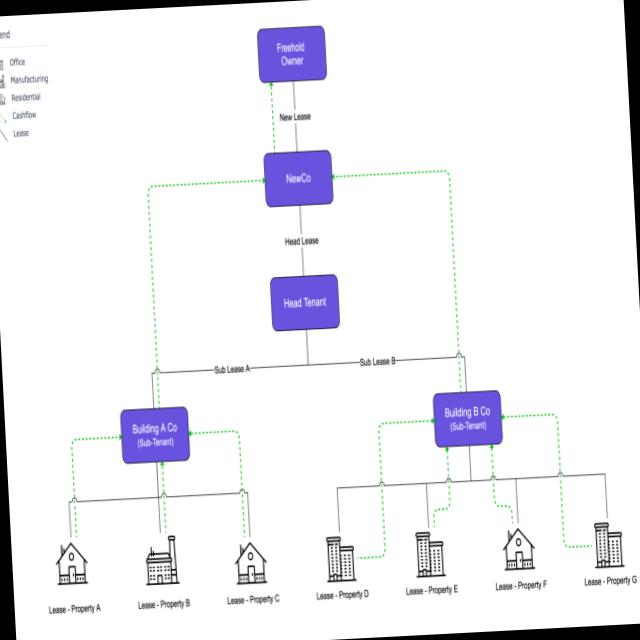 end
Office
Manufacturing
Residential
Cashflow
Lease
Freehold
Owner
New Lease
NewCo
Head Lease
Head Tenant
Sub Lease A
Sub Lease B
Building A Co
(Sub-Tenant)
Building B Co
(Sub-Tenant)
Lease - Property A
Lease - Property B
Lease - Property C
Lease - Property D
Lease - Property E
Lease - Property F
Lease - Property G